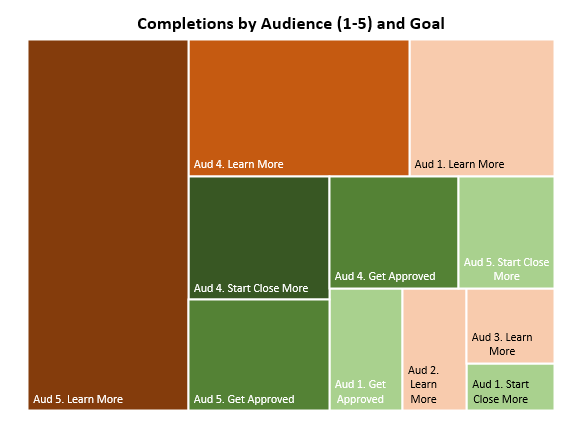 Completions by Audience (1-5) and Goal
Aud 4. Learn More
Aud 1. Learn More
Aud 5. Start Close
More
Aud 4. Get Approved
Aud 4. Start Close More
Aud 3. Learn
More
Aud 2.
Learn
More
Aud 1. Get
Approved
Aud 1. Start
Close More
Aud 5. Learn More
Aud 5. Get Approved